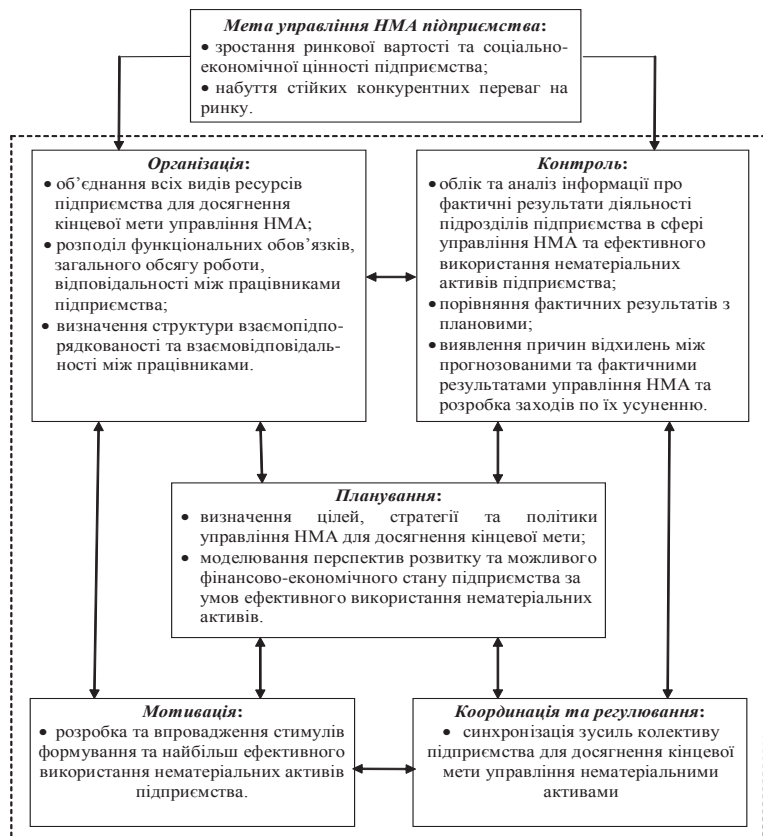 Мета управління НМА підприємства:
• зростання ринкової вартості та соціально-
економічної цінності підприємства;
• набуття стійких конкурентних переваг на
ринку.
Організація:
• об’єднання всіх видів ресурсів
підприємства для досягнення
кінцевої мети управління НМА;
• розподіл функціональних обов’язків,
загального обсягу роботи,
відповідальності між працівниками
підприємства;
• визначення структури взаємопідпо-
рядкованості та взаємовідповідаль-
ності між працівниками.
Контроль:
• облік та аналіз інформації про
фактичні результати діяльності
підрозділів підприємства в сфері
управління НМА та ефективного
використання нематеріальних
активів підприємства;
• порівняння фактичних результатів з
плановими;
• виявлення причин відхилень між
прогнозованими та фактичними
результатами управління НМА та
розробка заходів по їх усуненню.
Планування:
• визначення цілей, стратегії та політики
управління НМА для досягнення кінцевої мети;
• моделювання перспектив розвитку та можливого
фінансово-економічного стану підприємства за
умов ефективного використання нематеріальних
активів.
Мотивація:
• розробка та впровадження стимулів
формування та найбільш ефективного
використання нематеріальних активів
підприємства.
Координація та регулювання:
• синхронізація зусиль колективу
підприємства для досягнення кінцевої
мети управління нематеріальними
активами